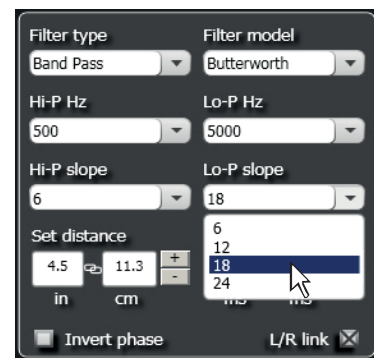 Filter type Filter model
Band Pass Butterworth
Hi-P Hz Lo-P Hz
500 5000
Hi-P slope Lo-P slope
6 18
6
12
18
24
Set distance
4.5 11.3 + -
in cm
Invert phase L/R link